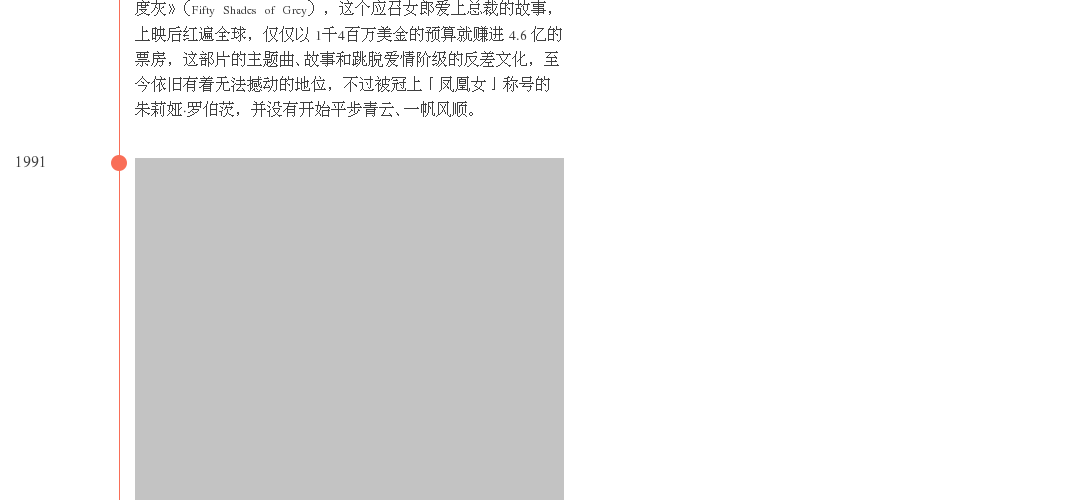 度灰》（Fifty Shades of Grey），这个应召女郎爱上总裁的故事，
上映后红遍全球，仅仅以 1千4百万美金的预算就赚进 4.6 亿的
票房，这部片的主题曲、故事和跳脱爱情阶级的反差文化，至
今依旧有着无法撼动的地位，不过被冠上「凤凰女」称号的
朱莉娅·罗伯茨，并没有开始平步青云、一帆风顺。
1991